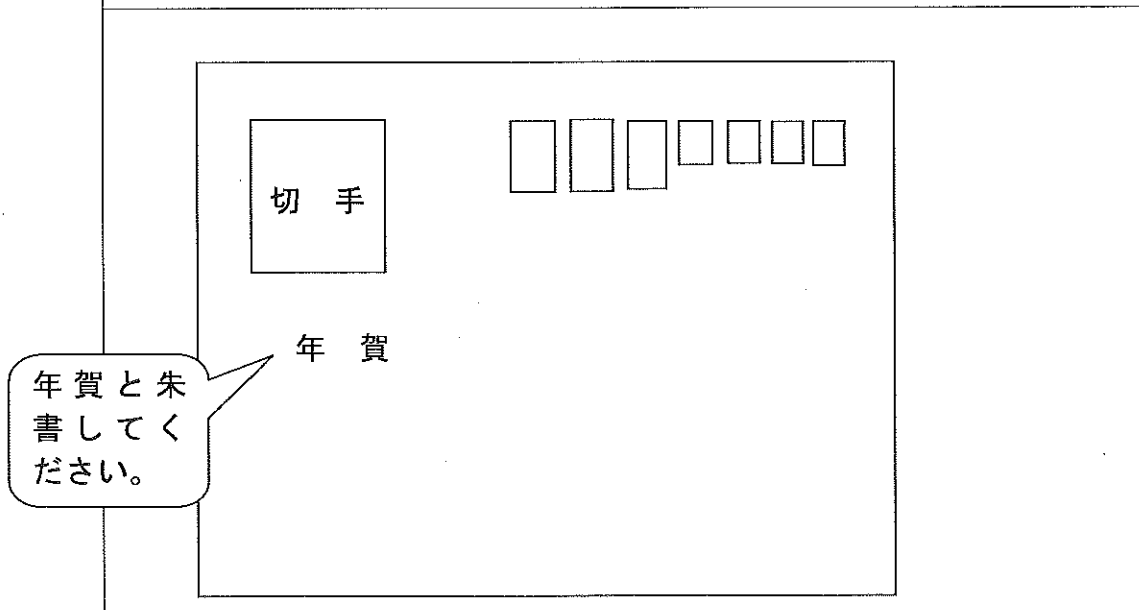 切 手
年 賀
年賀と朱
書してく
ださい。